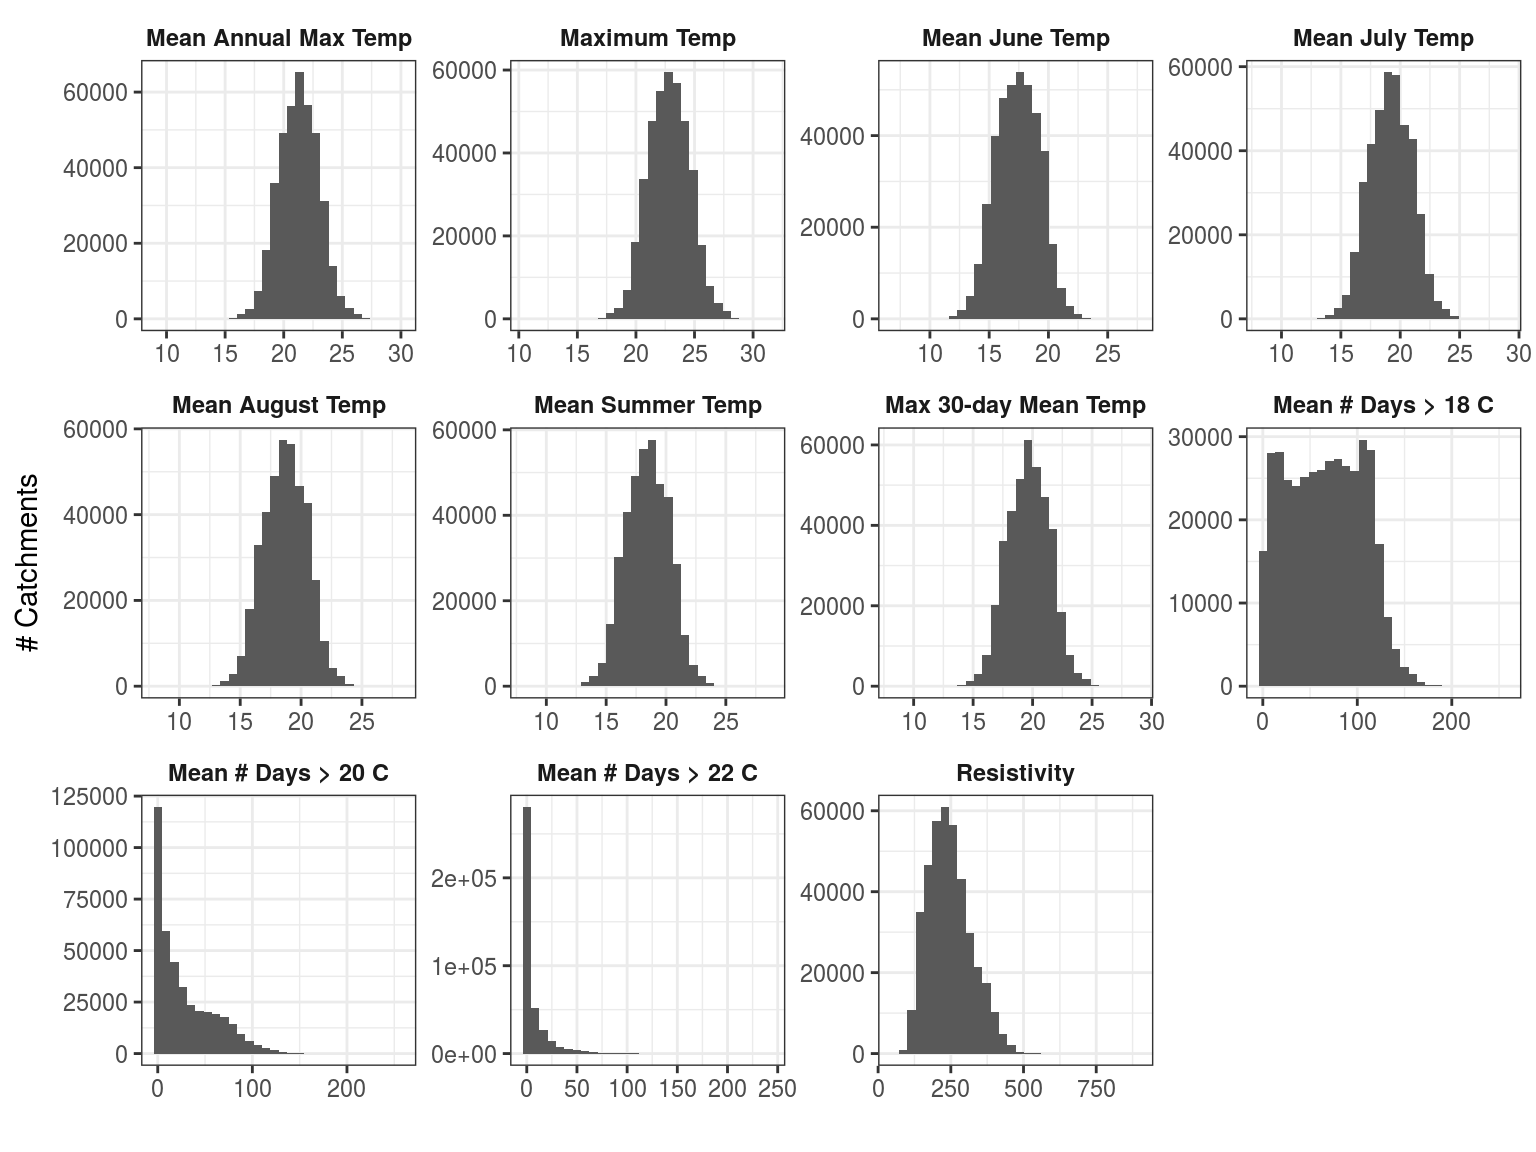 Mean Annual Max Temp Maximum Temp Mean June Temp Mean July Temp
60000
40000
20000
0
10 15 20 25 30
60000
40000
20000
0
10 15 20 25 30
40000
20000
0
10 15 20 25
60000
40000
20000
0
10 15 20 25 30
# Catchments
Mean August Temp Mean Summer Temp Max 30-day Mean Temp Mean # Days > 18 C
60000
40000
20000
0
10 15 20 25
60000
40000
20000
0
10 15 20 25
60000
40000
20000
0
10 15 20 25 30
30000
20000
10000
0
0 100 200
Mean # Days > 20 C Mean # Days > 22 C Resistivity
125000
100000
75000
50000
25000
0
0 100 200
2e+05
1e+05
0e+00
0 50 100 150 200 250
60000
40000
20000
0
0 250 500 750